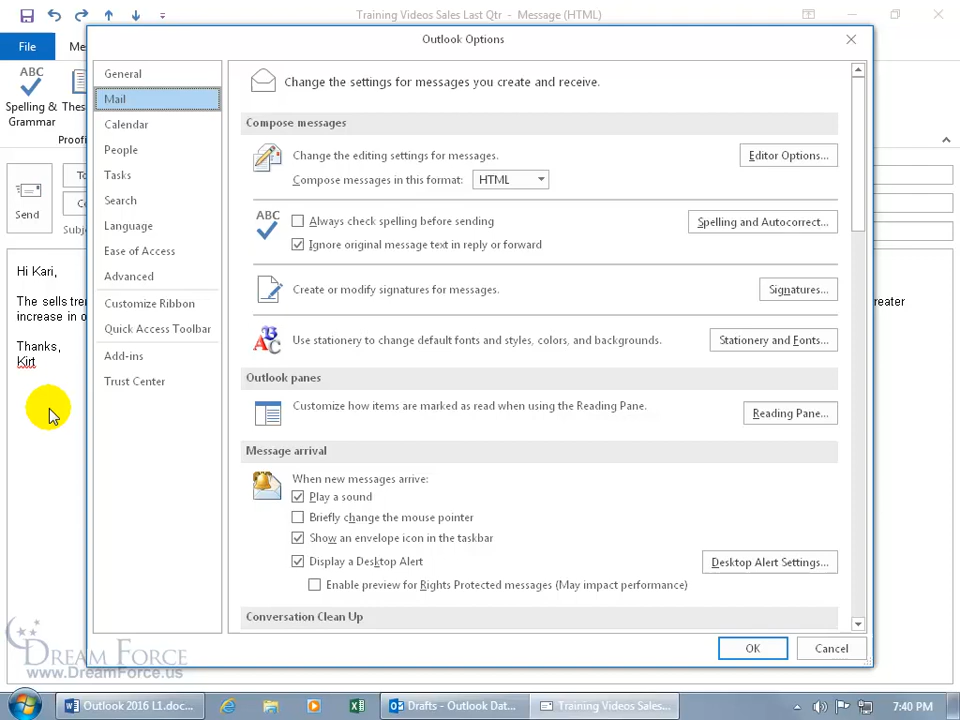 Training Videos Sales Last Qtr - Message (HTML)
File
Me
ABC
Spelling &
Grammar
Thes
Proofi
Outlook Options
General
Mail
Calendar
People
Tasks
Search
Language
Ease of Access
Advanced
Customize Ribbon
Quick Access Toolbar
Add-ins
Trust Center
Change the settings for messages you create and receive.
Compose messages
Change the editing settings for messages.
Editor Options...
Compose messages in this format:
HTML
ABC
Always check spelling before sending
Spelling and Autocorrect...
Ignore original message text in reply or forward
Create or modify signatures for messages.
Signatures...
Use stationery to change default fonts and styles, colors, and backgrounds.
Stationery and Fonts...
Outlook panes
Customize how items are marked as read when using the Reading Pane.
Reading Pane...
Message arrival
When new messages arrive:
Play a sound
Briefly change the mouse pointer
Show an envelope icon in the taskbar
Display a Desktop Alert
Desktop Alert Settings...
Enable preview for Rights Protected messages (May impact performance)
Conversation Clean Up
OK
Cancel
Send
To
C
Subje
Hi Kari,
The sells tre
reater
increase in o
Thanks,
Kirt
DREAM FORCE
www.DreamForce.us
Outlook 2016 L1.doc...
Drafts - Outlook Dat...
Training Videos Sales...
7:40 PM